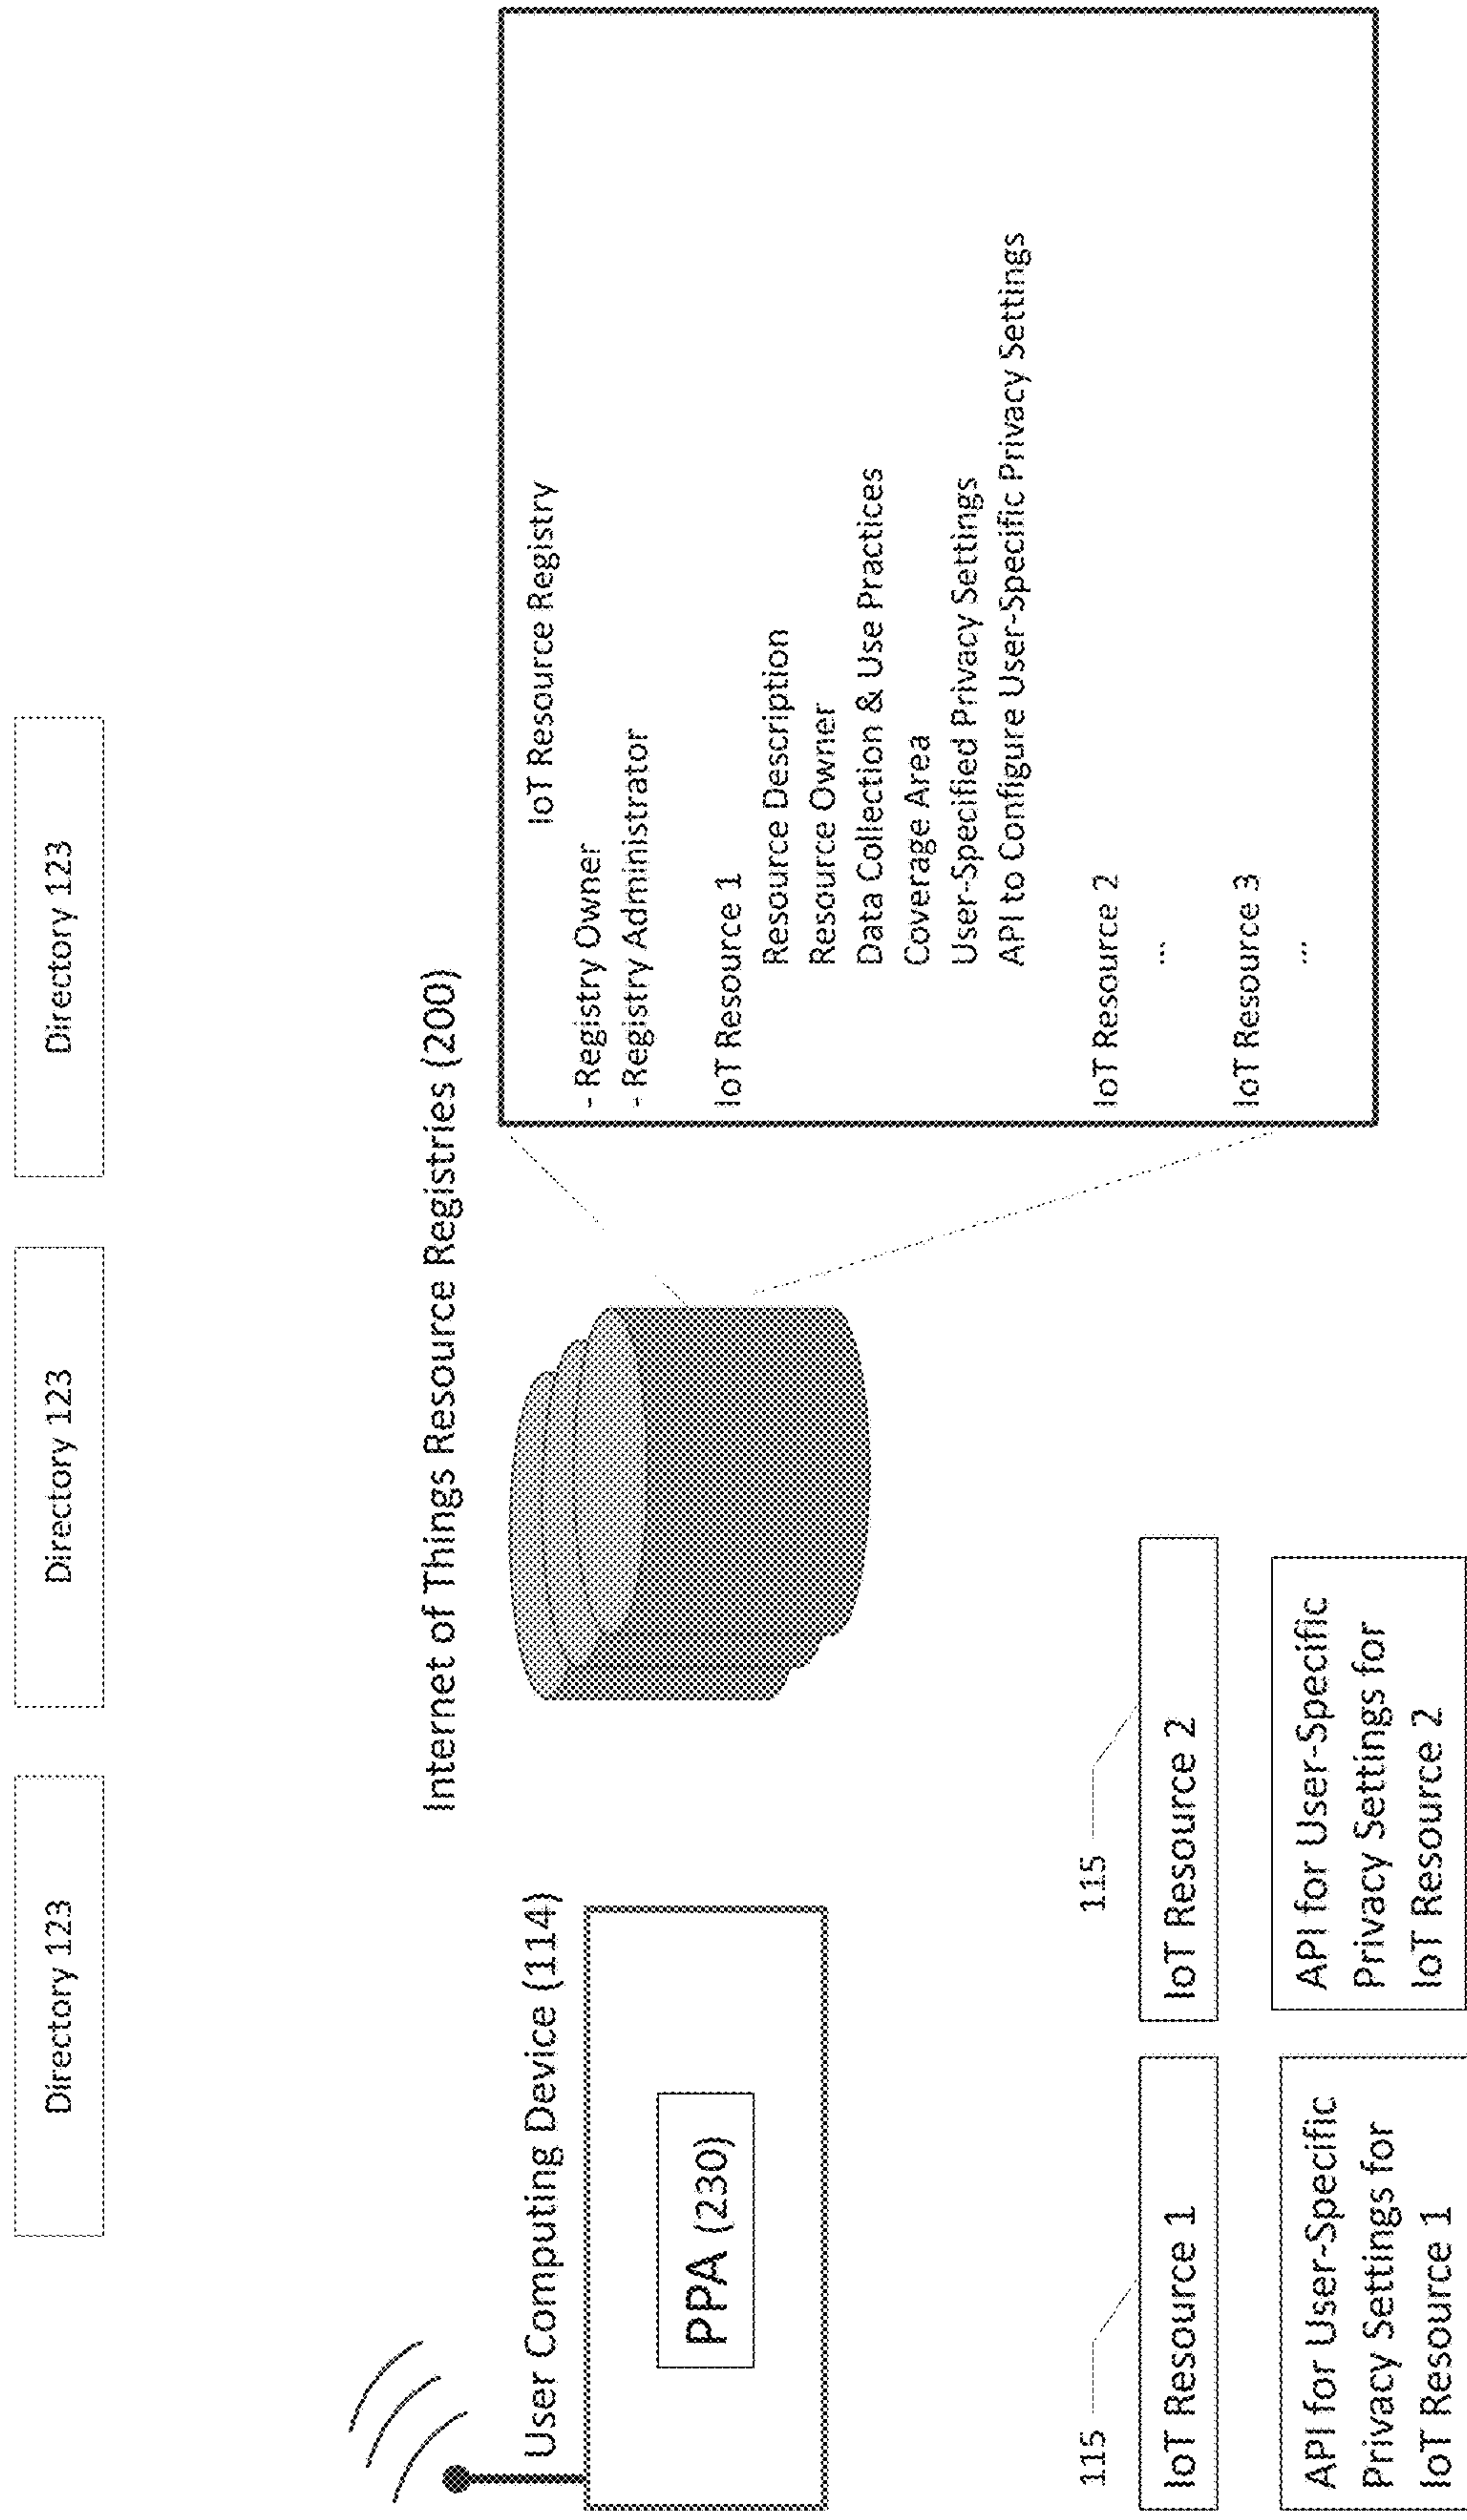 Directory 123
Directory 123
Directory 123
Internet of Things Resource Registries (200)
User Computing Device (114)
PPA (230)
IoT Resource Registry
- Registry Owner
- Registry Administrator
IoT Resource 1
Resource Description
Resource Owner
Data Collection & Use Practices
Coverage Area
User-Specified Privacy Settings
API to Configure User-Specific Privacy Settings
IoT Resource 2
...
IoT Resource 3
...
115
IoT Resource 1
API for User-Specific
Privacy Settings for
IoT Resource 1
115
IoT Resource 2
API for User-Specific
Privacy Settings for
IoT Resource 2